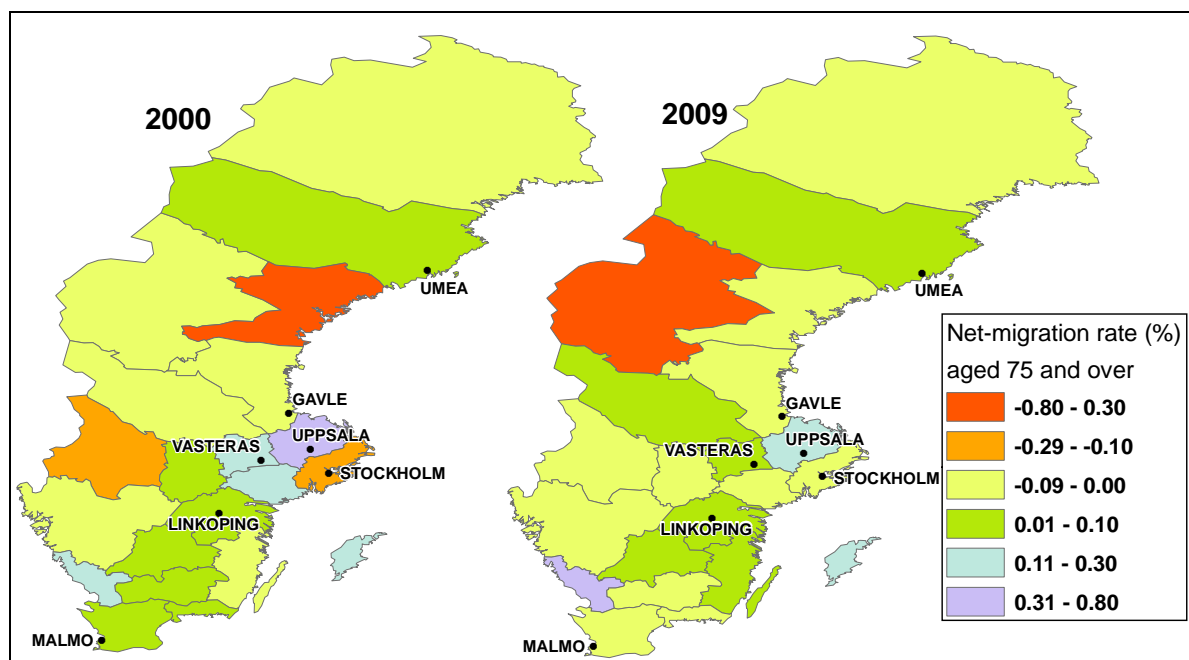 2000
2009
UMEA
UMEA
Net-migration rate (%)
aged 75 and over
-0.80 - 0.30
-0.29 - -0.10
-0.09 - 0.00
0.01 - 0.10
0.11 - 0.30
0.31 - 0.80
GAVLE
VASTERAS
UPPSALA
STOCKHOLM
LINKOPING
MALMO
GAVLE
VASTERAS
UPPSALA
STOCKHOLM
LINKOPING
MALMO